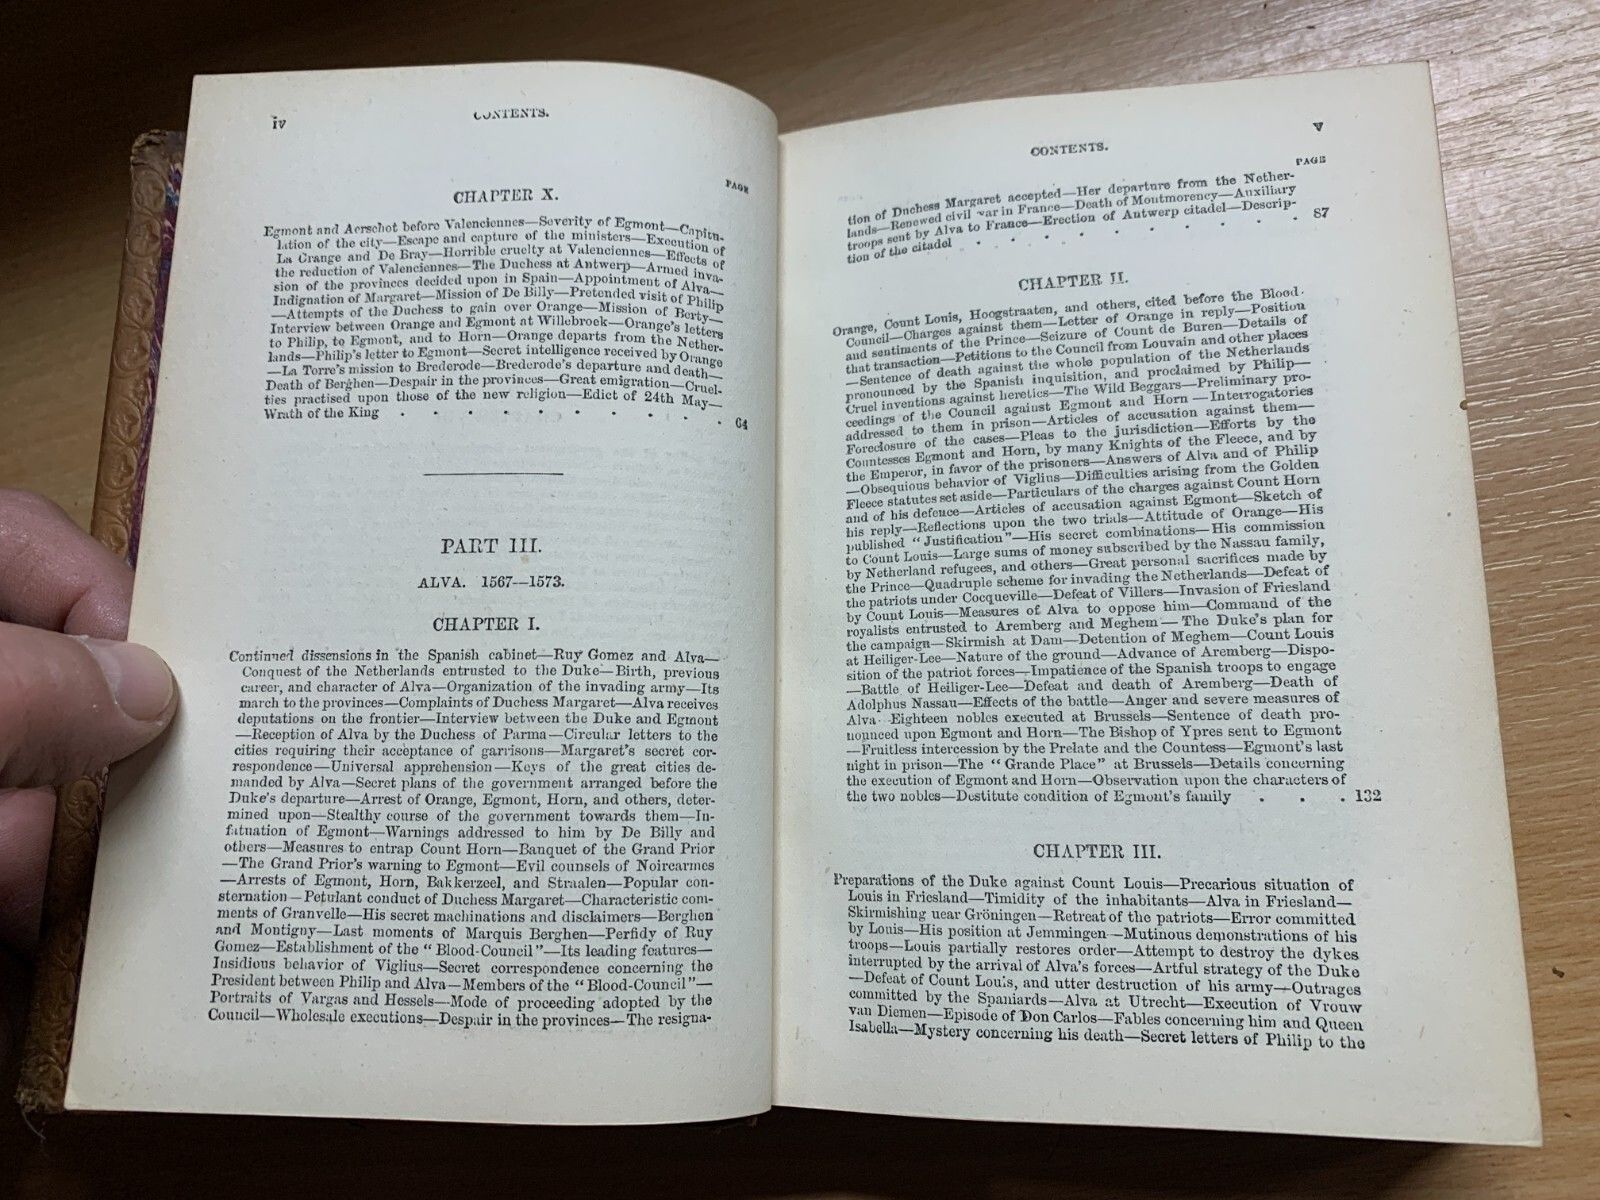 iv
CONTENTS.
PAGE
CHAPTER X.
Egmont and Aerschot before Valenciennes—Severity of Egmont—Capitu-
lation of the city—Escape and capture of the ministers—Execution of
La Grange and De Bray—Horrible cruelty at Valenciennes—Effects of
the reduction of Valenciennes—The Duchess at Antwerp—Armed inva-
sion of the provinces decided upon in Spain—Appointment of Alva—
Indignation of Margaret—Mission of De Billy—Pretended visit of Philip
—Attempts of the Duchess to gain over Orange—Mission of Berty—
Interview between Orange and Egmont at Willebroek—Orange's letters
to Philip, to Egmont, and to Horn—Orange departs from the Nether-
lands—Philip's letter to Egmont—Secret intelligence received by Orange
—La Torre's mission to Brederode—Brederode's departure and death—
Death of Berghen—Despair in the provinces—Great emigration—Cruel-
ties practised upon those of the new religion—Edict of 24th May—
Wrath of the King . . . . . . . . . 64
PART III.
ALVA. 1567—1573.
CHAPTER I.
Continued dissensions in the Spanish cabinet—Ruy Gomez and Alva—
Conquest of the Netherlands entrusted to the Duke—Birth, previous
career, and character of Alva—Organization of the invading army—Its
march to the provinces—Complaints of Duchess Margaret—Alva receives
deputations on the frontier—Interview between the Duke and Egmont
—Reception of Alva by the Duchess of Parma—Circular letters to the
cities requiring their acceptance of garrisons—Margaret's secret cor-
respondence—Universal apprehension—Keys of the great cities de-
manded by Alva—Secret plans of the government arranged before the
Duke's departure—Arrest of Orange, Egmont, Horn, and others, deter-
mined upon—Stealthy course of the government towards them—In-
fatuation of Egmont—Warnings addressed to him by De Billy and
others—Measures to entrap Count Horn—Banquet of the Grand Prior
—The Grand Prior's warning to Egmont—Evil counsels of Noircarmes
—Arrests of Egmont, Horn, Bakkerzeel, and Straalen—Popular con-
sternation—Petulant conduct of Duchess Margaret—Characteristic com-
ments of Granvelle—His secret machinations and disclaimers—Berghen
and Montigny—Last moments of Marquis Berghen—Perfidy of Ruy
Gomez—Establishment of the "Blood-Council"—Its leading features—
Insidious behavior of Viglius—Secret correspondence concerning the
President between Philip and Alva—Members of the "Blood-Council"—
Portraits of Vargas and Hessels—Mode of proceeding adopted by the
Council—Wholesale executions—Despair in the provinces—The resigna-
CONTENTS.
v
PAGE
tion of Duchess Margaret accepted—Her departure from the Nether-
lands—Renewed civil war in France—Death of Montmorency—Auxiliary
troops sent by Alva to France—Erection of Antwerp citadel—Descrip-
tion of the citadel . . . . . . . . . 87
CHAPTER II.
Orange, Count Louis, Hoogstraaten, and others, cited before the Blood-
Council—Charges against them—Letter of Orange in reply—Position
and sentiments of the Prince—Seizure of Count de Buren—Details of
that transaction—Petitions to the Council from Louvain and other places
—Sentence of death against the whole population of the Netherlands
pronounced by the Spanish inquisition, and proclaimed by Philip—
Cruel inventions against heretics—The Wild Beggars—Preliminary pro-
ceedings of the Council against Egmont and Horn—Interrogatories
addressed to them in prison—Articles of accusation against them—
Foreclosure of the cases—Pleas to the jurisdiction—Efforts by the
Countesses Egmont and Horn, by many Knights of the Fleece, and by
the Emperor, in favor of the prisoners—Answers of Alva and of Philip
—Obsequious behavior of Viglius—Difficulties arising from the Golden
Fleece statutes set aside—Particulars of the charges against Count Horn
and of his defence—Articles of accusation against Egmont—Sketch of
his reply—Reflections upon the two trials—Attitude of Orange—His
published "Justification"—His secret combinations—His commission
to Count Louis—Large sums of money subscribed by the Nassau family,
by Netherland refugees, and others—Great personal sacrifices made by
the Prince—Quadruple scheme for invading the Netherlands—Defeat of
the patriots under Cocqueville—Defeat of Villers—Invasion of Friesland
by Count Louis—Measures of Alva to oppose him—Command of the
royalists entrusted to Aremberg and Meghem—The Duke's plan for
the campaign—Skirmish at Dam—Detention of Meghem—Count Louis
at Heiliger-Lee—Nature of the ground—Advance of Aremberg—Dispo-
sition of the patriot forces—Impatience of the Spanish troops to engage
—Battle of Heiliger-Lee—Defeat and death of Aremberg—Death of
Adolphus Nassau—Effects of the battle—Anger and severe measures of
Alva—Eighteen nobles executed at Brussels—Sentence of death pro-
nounced upon Egmont and Horn—The Bishop of Ypres sent to Egmont
—Fruitless intercession by the Prelate and the Countess—Egmont's last
night in prison—The "Grande Place" at Brussels—Details concerning
the execution of Egmont and Horn—Observation upon the characters of
the two nobles—Destitute condition of Egmont's family . . . 132
CHAPTER III.
Preparations of the Duke against Count Louis—Precarious situation of
Louis in Friesland—Timidity of the inhabitants—Alva in Friesland—
Skirmishing near Gröningen—Retreat of the patriots—Error committed
by Louis—His position at Jemmingen—Mutinous demonstrations of his
troops—Louis partially restores order—Attempt to destroy the dykes
interrupted by the arrival of Alva's forces—Artful strategy of the Duke
—Defeat of Count Louis, and utter destruction of his army—Outrages
committed by the Spaniards—Alva at Utrecht—Execution of Vrouw
van Diemen—Episode of Don Carlos—Fables concerning him and Queen
Isabella—Mystery concerning his death—Secret letters of Philip to the